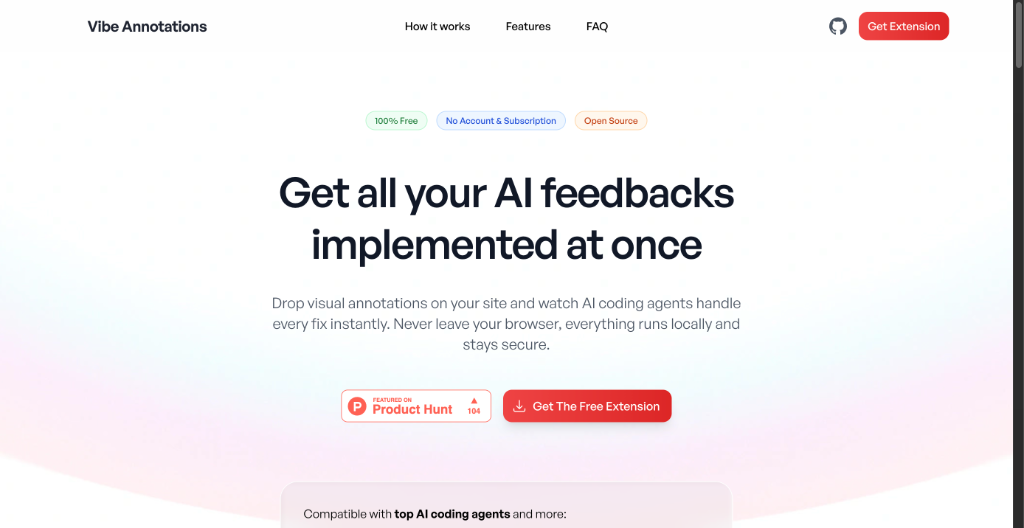 Vibe Annotations
How it works
Features
FAQ
Get Extension
100% Free
No Account & Subscription
Open Source
Get all your AI feedbacks
implemented at once
Drop visual annotations on your site and watch AI coding agents handle
every fix instantly. Never leave your browser, everything runs locally and
stays secure.
FEATURED ON
Product Hunt
104
Get The Free Extension
Compatible with top AI coding agents and more: